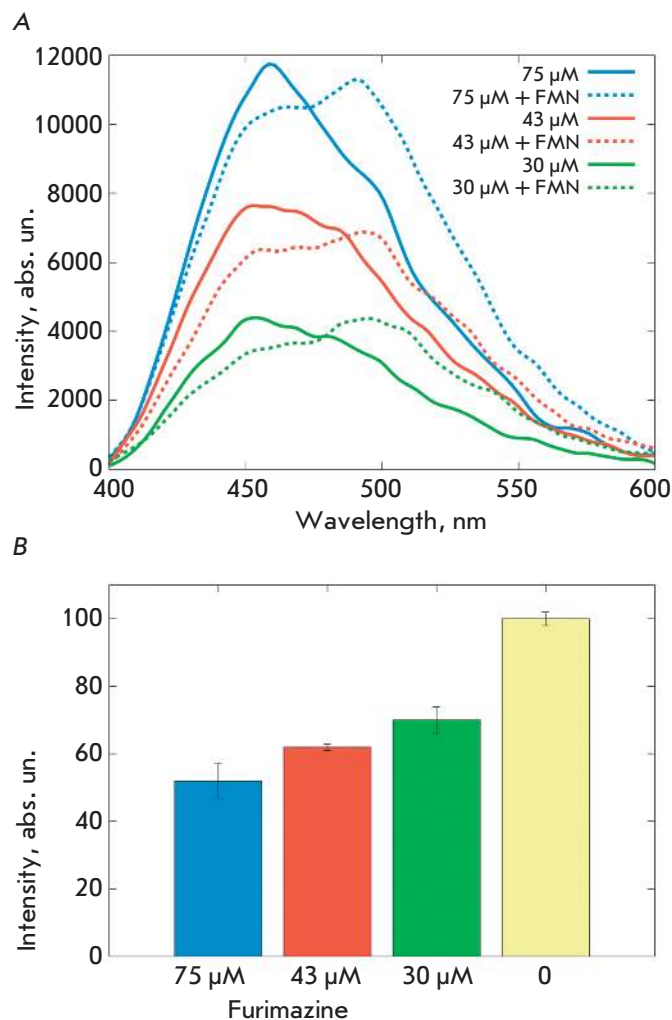 A
12000
10000
8000
6000
4000
2000
0
Intensity, abs. un.
75 µM
75 µM + FMN
43 µM
43 µM + FMN
30 µM
30 µM + FMN
400 450 500 550 600
Wavelength, nm
B
100
80
60
40
20
0
Intensity, abs. un.
75 µM 43 µM 30 µM 0
Furimazine